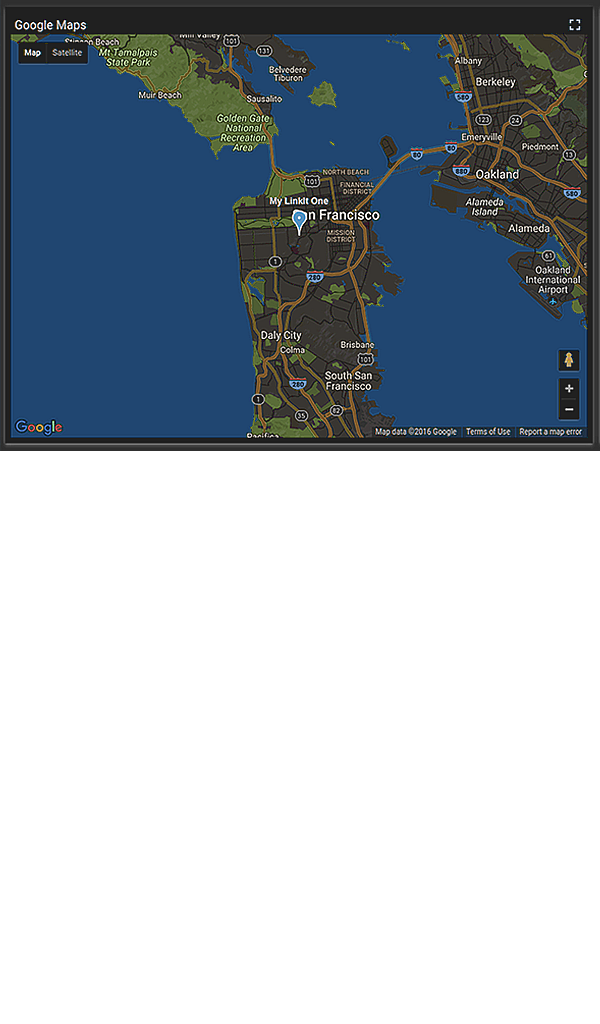 Google Maps
Stinson Beach
Mill Valley
101
Map
Satellite
Mt Tamalpais
State Park
131
Albany
Belvedere
Tiburon
Berkeley
Muir Beach
Sausalito
580
Golden Gate
National
Recreation
Area
123
24
Emeryville
80
80
Piedmont
13
880
Oakland
NORTH BEACH
101
FINANCIAL
DISTRICT
580
My Linkit One
n Francisco
Alameda
Island
Alameda
MISSION
DISTRICT
1
280
61
Oakland
International
Airport
Daly City
Colma
Brisbane
101
280
South San
Francisco
1
35
82
Pacifica
Google
Map data ©2016 Google
Terms of Use
Report a map error
+
−